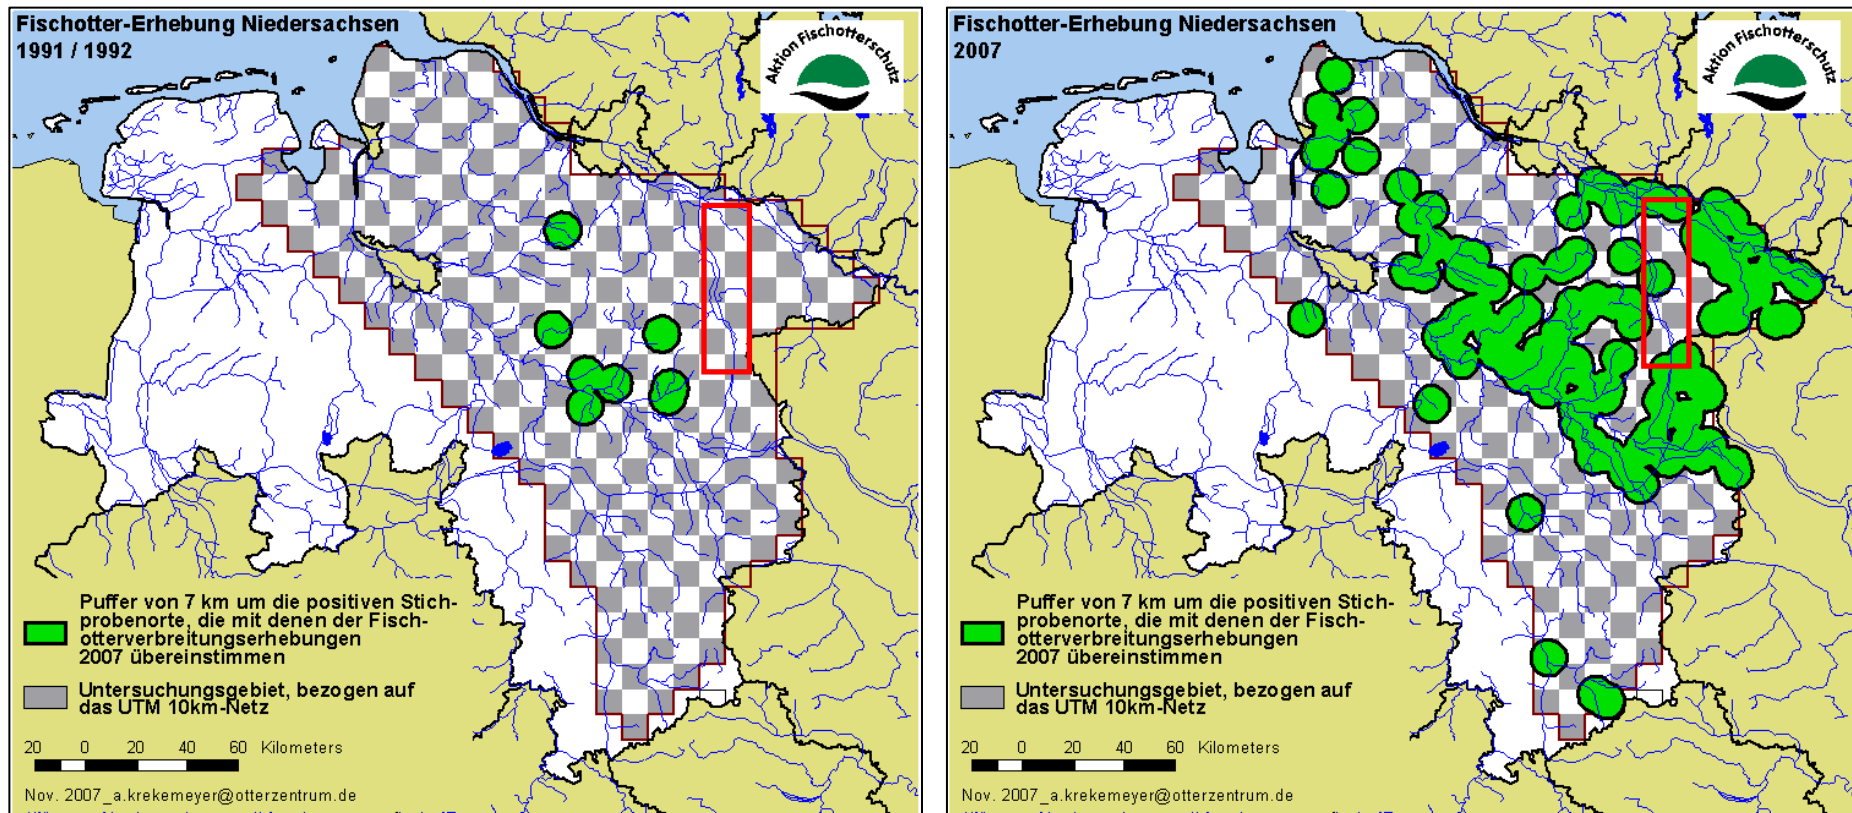 Fischotter-Erhebung Niedersachsen
1991 / 1992
Aktion Fischotterschutz
Puffer von 7 km um die positiven Stich-
probenorte, die mit denen der Fisch-
otterverbreitungserhebungen
2007 übereinstimmen
Untersuchungsgebiet, bezogen auf
das UTM 10km-Netz
20 0 20 40 60 Kilometers
Nov. 2007_a.krekemeyer@otterzentrum.de
Fischotter-Erhebung Niedersachsen
2007
Aktion Fischotterschutz
Puffer von 7 km um die positiven Stich-
probenorte, die mit denen der Fisch-
otterverbreitungserhebungen
2007 übereinstimmen
Untersuchungsgebiet, bezogen auf
das UTM 10km-Netz
20 0 20 40 60 Kilometers
Nov. 2007_a.krekemeyer@otterzentrum.de